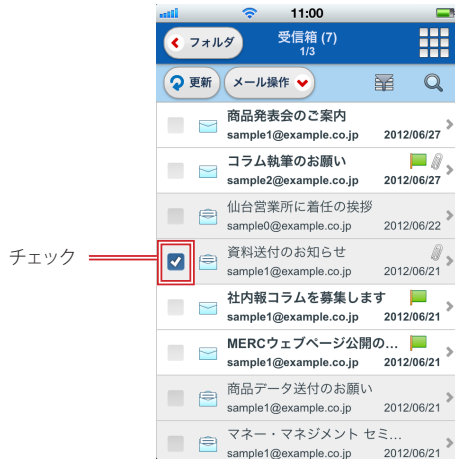 11:00
フォルダ
受信箱 (7)
1/3
更新
メール操作
商品発表会のご案内
sample1@example.co.jp 2012/06/27
コラム執筆のお願い
sample2@example.co.jp 2012/06/27
仙台営業所に着任の挨拶
sample0@example.co.jp 2012/06/22
チェック
資料送付のお知らせ
sample1@example.co.jp 2012/06/21
社内報コラムを募集します
sample1@example.co.jp 2012/06/21
MERCウェブページ公開の...
sample1@example.co.jp 2012/06/21
商品データ送付のお願い
sample1@example.co.jp 2012/06/21
マネー・マネジメント セミ...
sample1@example.co.jp 2012/06/21